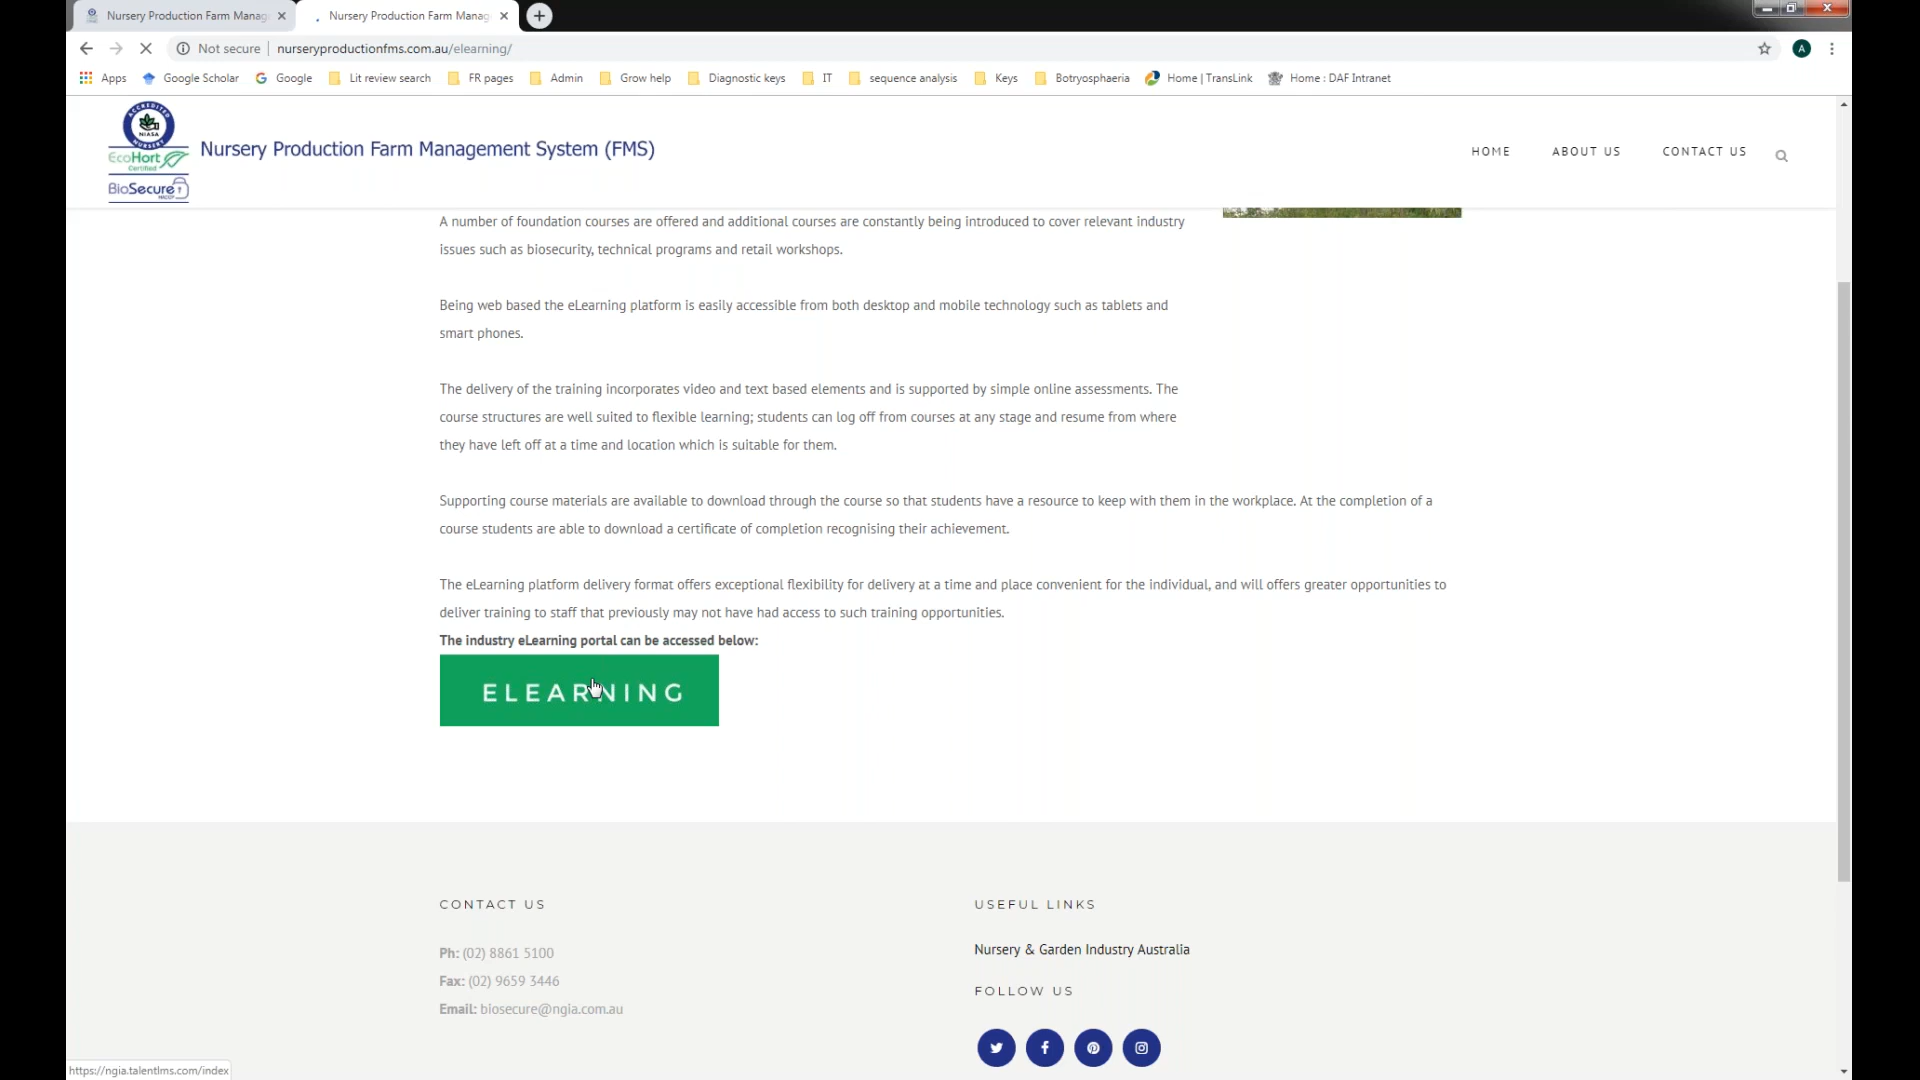 Nursery Production Farm Manag
Nursery Production Farm Manag
Not secure
nurseryproductionfms.com.au/elearning/
A
Apps
Google Scholar
Google
Lit review search
FR pages
Admin
Grow help
Diagnostic keys
IT
sequence analysis
Keys
Botryosphaeria
Home | TransLink
Home : DAF Intranet
ACCREDITED
NIASA
NURSERY
EcoHort
Certified
BioSecure
HACCP
Nursery Production Farm Management System (FMS)
HOME
ABOUT US
CONTACT US
A number of foundation courses are offered and additional courses are constantly being introduced to cover relevant industry
issues such as biosecurity, technical programs and retail workshops.
Being web based the eLearning platform is easily accessible from both desktop and mobile technology such as tablets and
smart phones.
The delivery of the training incorporates video and text based elements and is supported by simple online assessments. The
course structures are well suited to flexible learning; students can log off from courses at any stage and resume from where
they have left off at a time and location which is suitable for them.
Supporting course materials are available to download through the course so that students have a resource to keep with them in the workplace. At the completion of a
course students are able to download a certificate of completion recognising their achievement.
The eLearning platform delivery format offers exceptional flexibility for delivery at a time and place convenient for the individual, and will offers greater opportunities to
deliver training to staff that previously may not have had access to such training opportunities.
The industry eLearning portal can be accessed below:
ELEARNING
CONTACT US
Ph: (02) 8861 5100
Fax: (02) 9659 3446
Email: biosecure@ngia.com.au
USEFUL LINKS
Nursery & Garden Industry Australia
FOLLOW US
https://ngia.talentlms.com/index